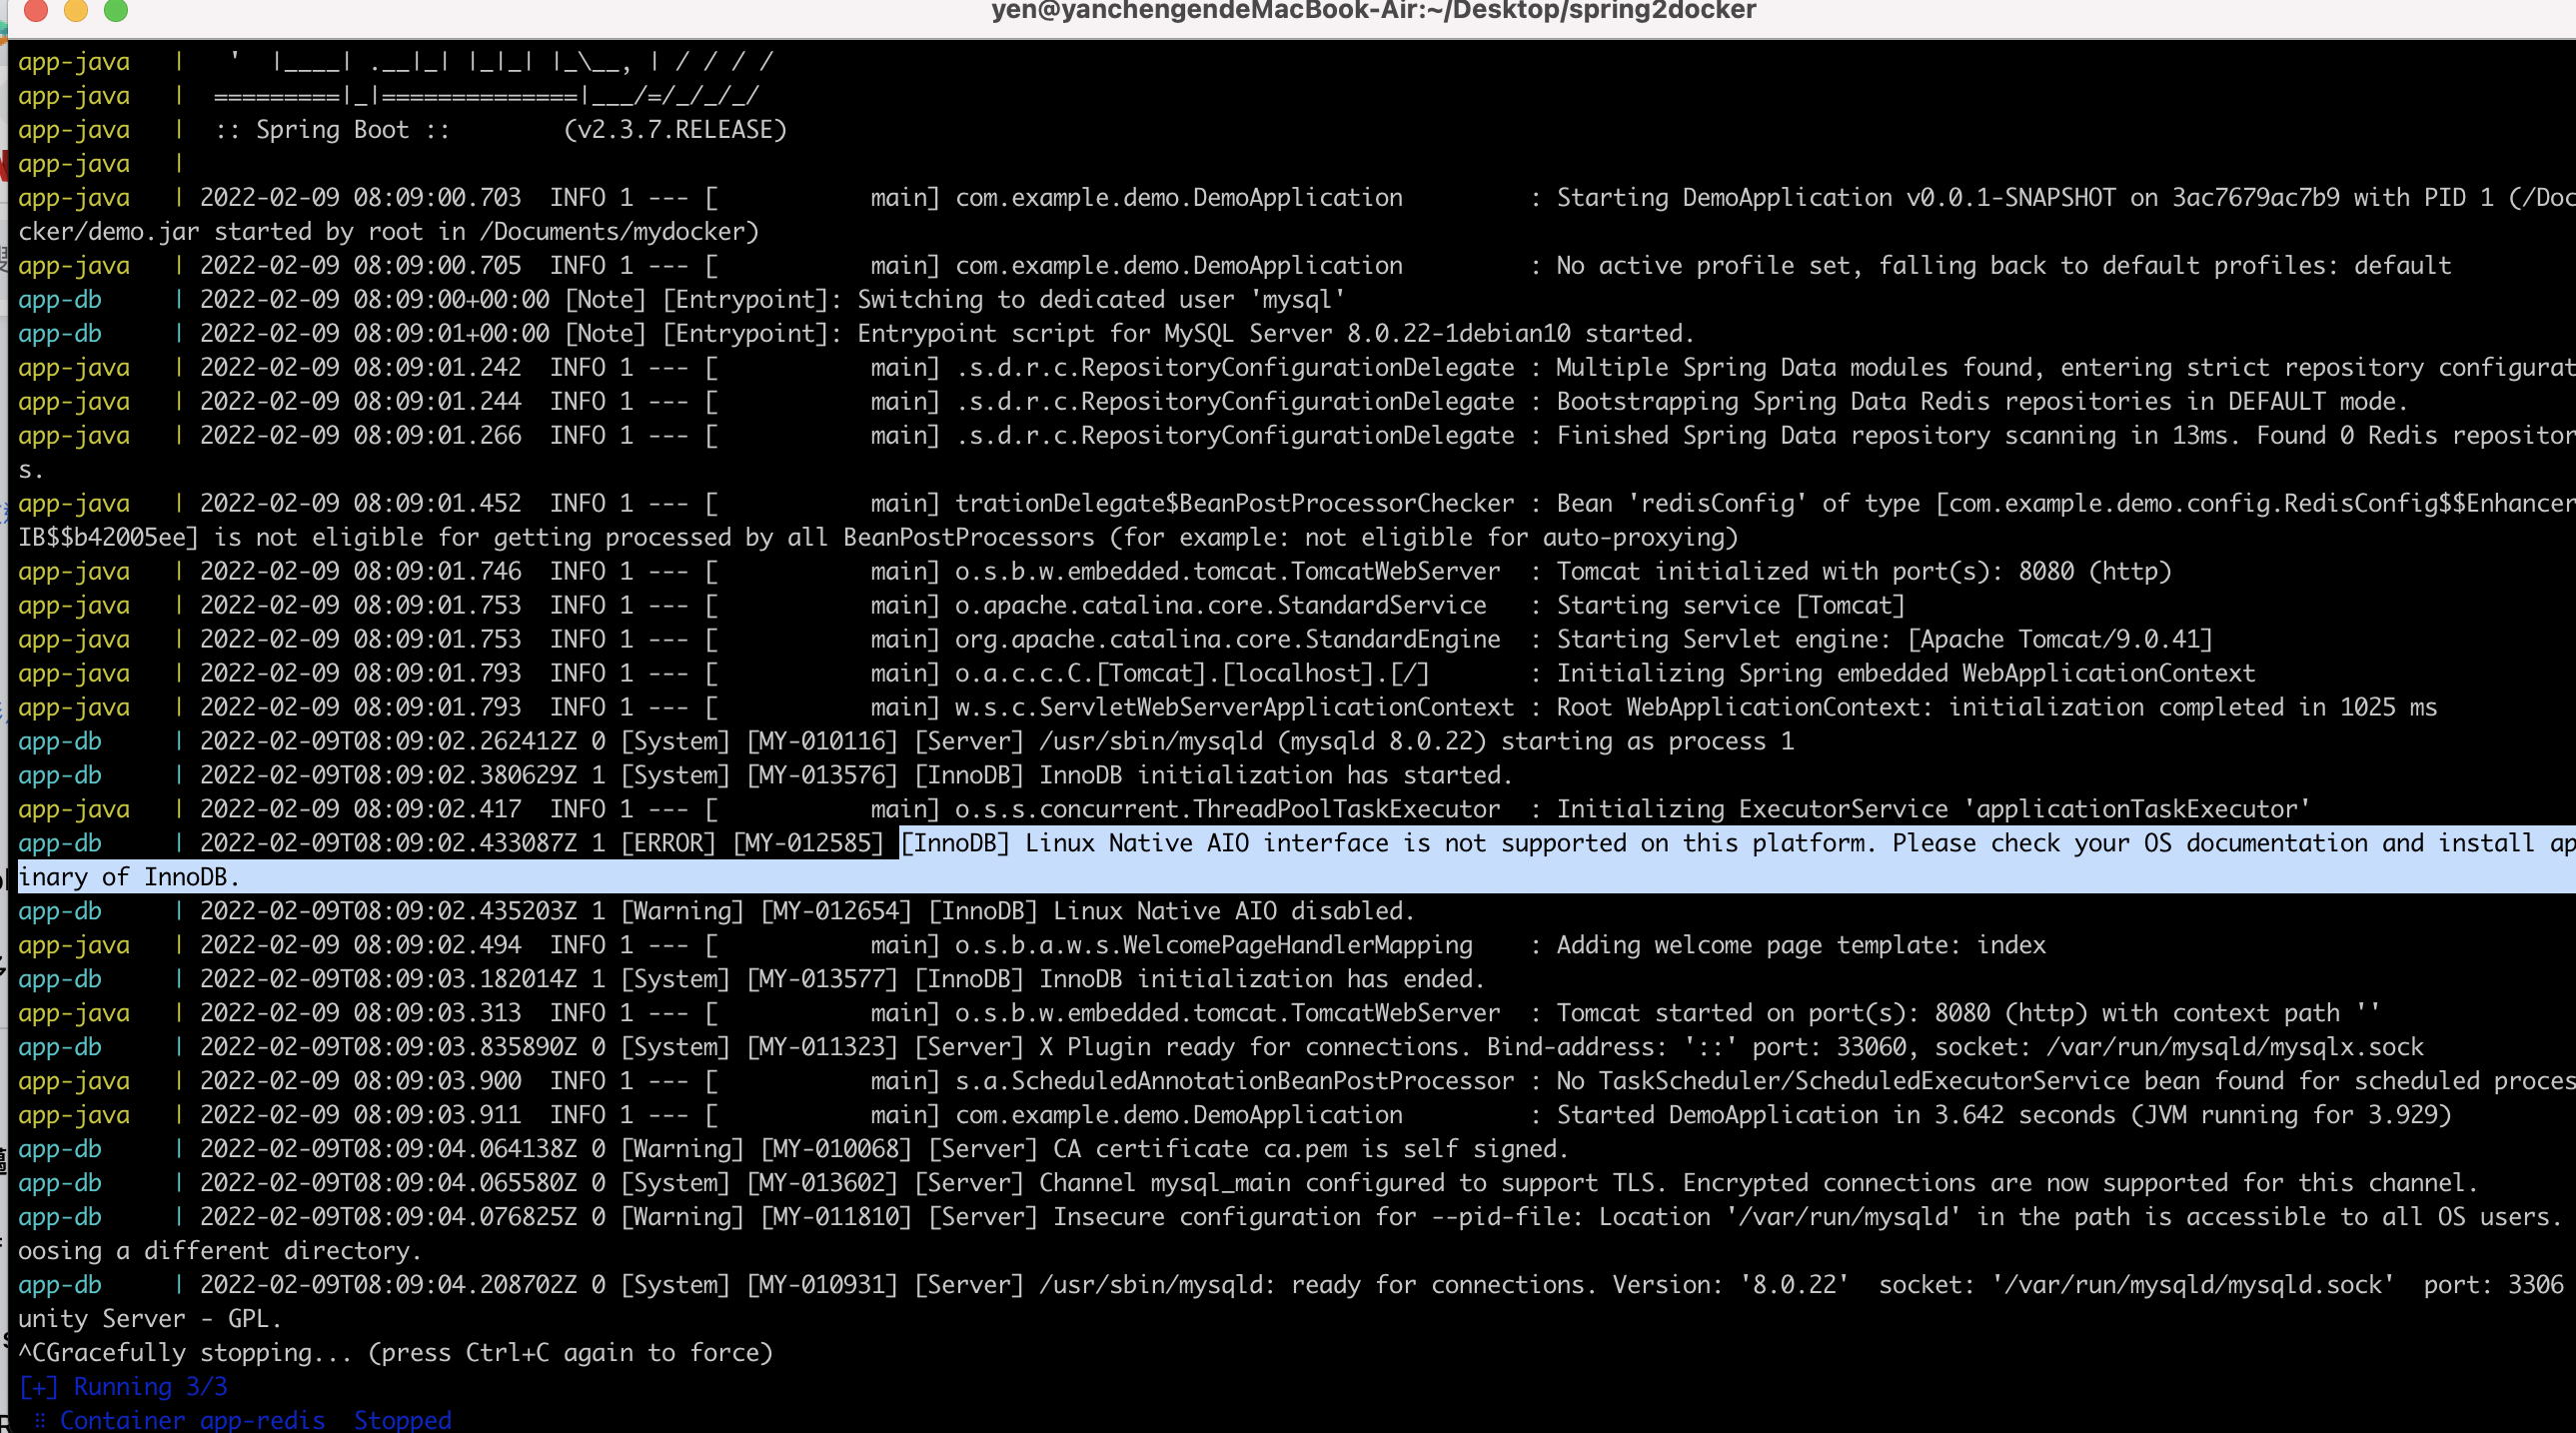 yen@yanchengendeMacBook-Air:~/Desktop/spring2docker
app-java   |   '  |____| .__|_| |_|_| |_\__, | / / / /
app-java   |  =========|_|==============|___/=/_/_/_/
app-java   |  :: Spring Boot ::        (v2.3.7.RELEASE)
app-java   |
app-java   | 2022-02-09 08:09:00.703  INFO 1 --- [           main] com.example.demo.DemoApplication         : Starting DemoApplication v0.0.1-SNAPSHOT on 3ac7679ac7b9 with PID 1 (/Doc
cker/demo.jar started by root in /Documents/mydocker)
app-java   | 2022-02-09 08:09:00.705  INFO 1 --- [           main] com.example.demo.DemoApplication         : No active profile set, falling back to default profiles: default
app-db     | 2022-02-09 08:09:00+00:00 [Note] [Entrypoint]: Switching to dedicated user 'mysql'
app-db     | 2022-02-09 08:09:01+00:00 [Note] [Entrypoint]: Entrypoint script for MySQL Server 8.0.22-1debian10 started.
app-java   | 2022-02-09 08:09:01.242  INFO 1 --- [           main] .s.d.r.c.RepositoryConfigurationDelegate : Multiple Spring Data modules found, entering strict repository configurat
app-java   | 2022-02-09 08:09:01.244  INFO 1 --- [           main] .s.d.r.c.RepositoryConfigurationDelegate : Bootstrapping Spring Data Redis repositories in DEFAULT mode.
app-java   | 2022-02-09 08:09:01.266  INFO 1 --- [           main] .s.d.r.c.RepositoryConfigurationDelegate : Finished Spring Data repository scanning in 13ms. Found 0 Redis repositor
s.
app-java   | 2022-02-09 08:09:01.452  INFO 1 --- [           main] trationDelegate$BeanPostProcessorChecker : Bean 'redisConfig' of type [com.example.demo.config.RedisConfig$$Enhancer
IB$$b42005ee] is not eligible for getting processed by all BeanPostProcessors (for example: not eligible for auto-proxying)
app-java   | 2022-02-09 08:09:01.746  INFO 1 --- [           main] o.s.b.w.embedded.tomcat.TomcatWebServer  : Tomcat initialized with port(s): 8080 (http)
app-java   | 2022-02-09 08:09:01.753  INFO 1 --- [           main] o.apache.catalina.core.StandardService   : Starting service [Tomcat]
app-java   | 2022-02-09 08:09:01.753  INFO 1 --- [           main] org.apache.catalina.core.StandardEngine  : Starting Servlet engine: [Apache Tomcat/9.0.41]
app-java   | 2022-02-09 08:09:01.793  INFO 1 --- [           main] o.a.c.c.C.[Tomcat].[localhost].[/]       : Initializing Spring embedded WebApplicationContext
app-java   | 2022-02-09 08:09:01.793  INFO 1 --- [           main] w.s.c.ServletWebServerApplicationContext : Root WebApplicationContext: initialization completed in 1025 ms
app-db     | 2022-02-09T08:09:02.262412Z 0 [System] [MY-010116] [Server] /usr/sbin/mysqld (mysqld 8.0.22) starting as process 1
app-db     | 2022-02-09T08:09:02.380629Z 1 [System] [MY-013576] [InnoDB] InnoDB initialization has started.
app-java   | 2022-02-09 08:09:02.417  INFO 1 --- [           main] o.s.s.concurrent.ThreadPoolTaskExecutor  : Initializing ExecutorService 'applicationTaskExecutor'
app-db     | 2022-02-09T08:09:02.433087Z 1 [ERROR] [MY-012585] [InnoDB] Linux Native AIO interface is not supported on this platform. Please check your OS documentation and install ap
inary of InnoDB.
app-db     | 2022-02-09T08:09:02.435203Z 1 [Warning] [MY-012654] [InnoDB] Linux Native AIO disabled.
app-java   | 2022-02-09 08:09:02.494  INFO 1 --- [           main] o.s.b.a.w.s.WelcomePageHandlerMapping    : Adding welcome page template: index
app-db     | 2022-02-09T08:09:03.182014Z 1 [System] [MY-013577] [InnoDB] InnoDB initialization has ended.
app-java   | 2022-02-09 08:09:03.313  INFO 1 --- [           main] o.s.b.w.embedded.tomcat.TomcatWebServer  : Tomcat started on port(s): 8080 (http) with context path ''
app-db     | 2022-02-09T08:09:03.835890Z 0 [System] [MY-011323] [Server] X Plugin ready for connections. Bind-address: '::' port: 33060, socket: /var/run/mysqld/mysqlx.sock
app-java   | 2022-02-09 08:09:03.900  INFO 1 --- [           main] s.a.ScheduledAnnotationBeanPostProcessor : No TaskScheduler/ScheduledExecutorService bean found for scheduled proces
app-java   | 2022-02-09 08:09:03.911  INFO 1 --- [           main] com.example.demo.DemoApplication         : Started DemoApplication in 3.642 seconds (JVM running for 3.929)
app-db     | 2022-02-09T08:09:04.064138Z 0 [Warning] [MY-010068] [Server] CA certificate ca.pem is self signed.
app-db     | 2022-02-09T08:09:04.065580Z 0 [System] [MY-013602] [Server] Channel mysql_main configured to support TLS. Encrypted connections are now supported for this channel.
app-db     | 2022-02-09T08:09:04.076825Z 0 [Warning] [MY-011810] [Server] Insecure configuration for --pid-file: Location '/var/run/mysqld' in the path is accessible to all OS users.
oosing a different directory.
app-db     | 2022-02-09T08:09:04.208702Z 0 [System] [MY-010931] [Server] /usr/sbin/mysqld: ready for connections. Version: '8.0.22'  socket: '/var/run/mysqld/mysqld.sock'  port: 3306
unity Server - GPL.
^CGracefully stopping... (press Ctrl+C again to force)
[+] Running 3/3
 ⠿ Container app-redis  Stopped